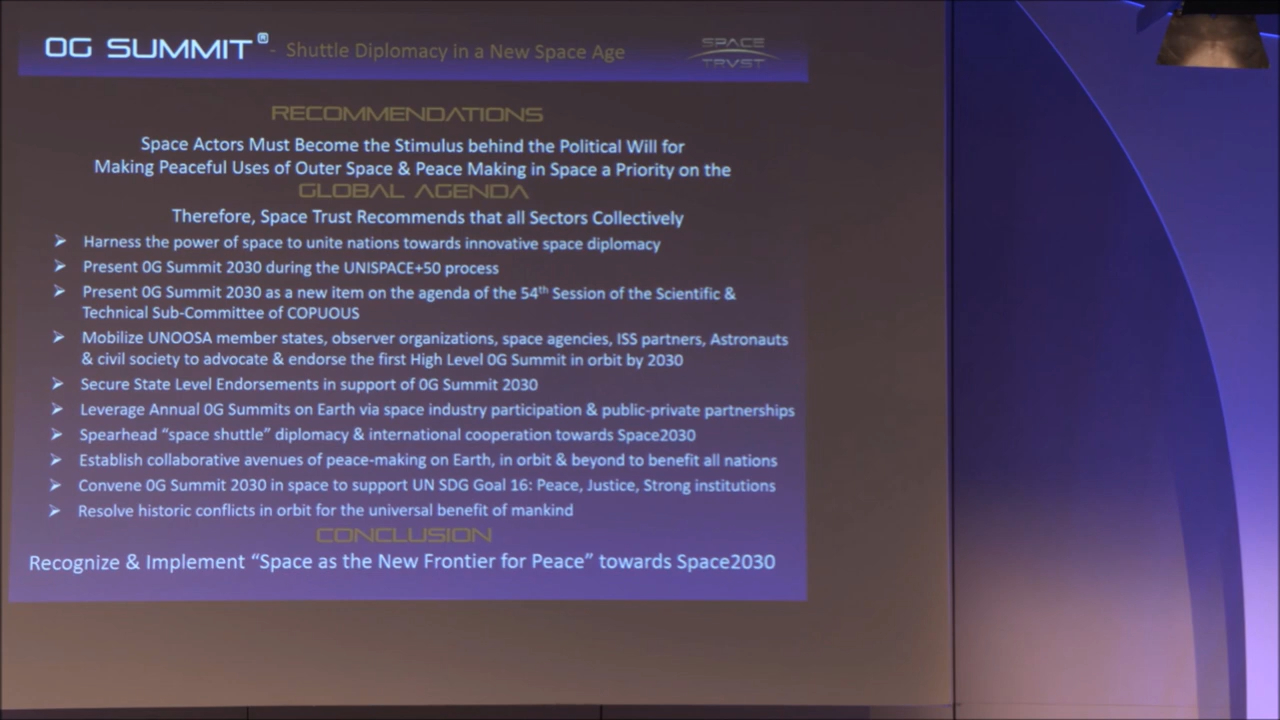 0G SUMMIT® - Shuttle Diplomacy in a New Space Age
SPACE
TRVST
RECOMMENDATIONS
Space Actors Must Become the Stimulus behind the Political Will for
Making Peaceful Uses of Outer Space & Peace Making in Space a Priority on the
GLOBAL AGENDA
Therefore, Space Trust Recommends that all Sectors Collectively
➢ Harness the power of space to unite nations towards innovative space diplomacy
➢ Present 0G Summit 2030 during the UNISPACE+50 process
➢ Present 0G Summit 2030 as a new item on the agenda of the 54th Session of the Scientific &
Technical Sub-Committee of COPUOUS
➢ Mobilize UNOOSA member states, observer organizations, space agencies, ISS partners, Astronauts
& civil society to advocate & endorse the first High Level 0G Summit in orbit by 2030
➢ Secure State Level Endorsements in support of 0G Summit 2030
➢ Leverage Annual 0G Summits on Earth via space industry participation & public-private partnerships
➢ Spearhead “space shuttle” diplomacy & international cooperation towards Space2030
➢ Establish collaborative avenues of peace-making on Earth, in orbit & beyond to benefit all nations
➢ Convene 0G Summit 2030 in space to support UN SDG Goal 16: Peace, Justice, Strong institutions
➢ Resolve historic conflicts in orbit for the universal benefit of mankind
CONCLUSION
Recognize & Implement “Space as the New Frontier for Peace” towards Space2030